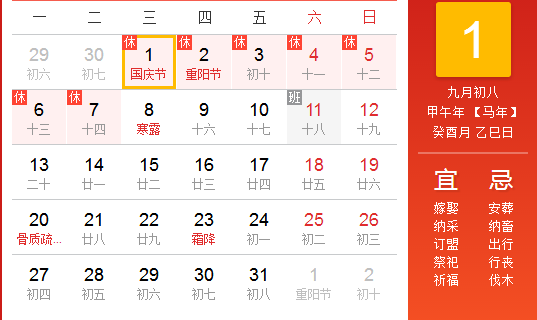 一 二 三 四 五 六 日
休 休 休 休 休
29 30 1 2 3 4 5
初六 初七 国庆节 重阳节 初十 十一 十二
休 休 班
6 7 8 9 10 11 12
十三 十四 寒露 十六 十七 十八 十九
13 14 15 16 17 18 19
二十 廿一 廿二 廿三 廿四 廿五 廿六
20 21 22 23 24 25 26
骨质疏... 廿八 廿九 霜降 初一 初二 初三
27 28 29 30 31 1 2
初四 初五 初六 初七 初八 重阳节 初十
1
九月初八
甲午年 【马年】
癸酉月 乙巳日
宜 忌
嫁娶 安葬
纳采 纳畜
订盟 出行
祭祀 行丧
祈福 伐木